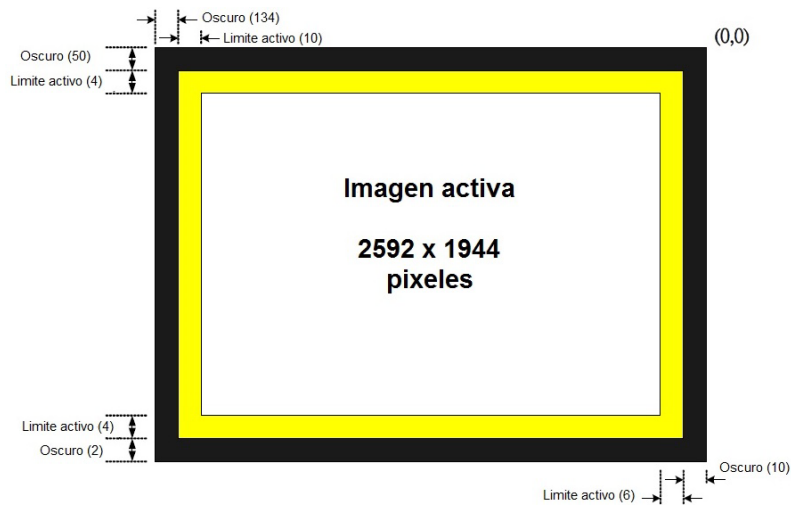 Oscuro (134)
Limite activo (10)
(0,0)
Oscuro (50)
Limite activo (4)
Imagen activa
2592 x 1944
pixeles
Limite activo (4)
Oscuro (2)
Oscuro (10)
Limite activo (6)